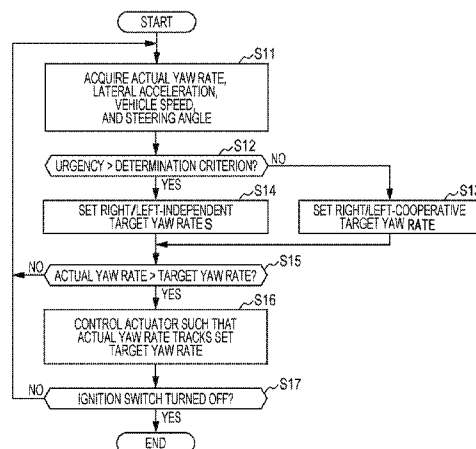 START
S11
ACQUIRE ACTUAL YAW RATE,
LATERAL ACCELERATION,
VEHICLE SPEED,
AND STEERING ANGLE
S12
URGENCY > DETERMINATION CRITERION?
NO
YES
S14
SET RIGHT/LEFT-INDEPENDENT
TARGET YAW RATE S
S13
SET RIGHT/LEFT-COOPERATIVE
TARGET YAW RATE
NO
S15
ACTUAL YAW RATE > TARGET YAW RATE?
YES
S16
CONTROL ACTUATOR SUCH THAT
ACTUAL YAW RATE TRACKS SET
TARGET YAW RATE
NO
S17
IGNITION SWITCH TURNED OFF?
YES
END